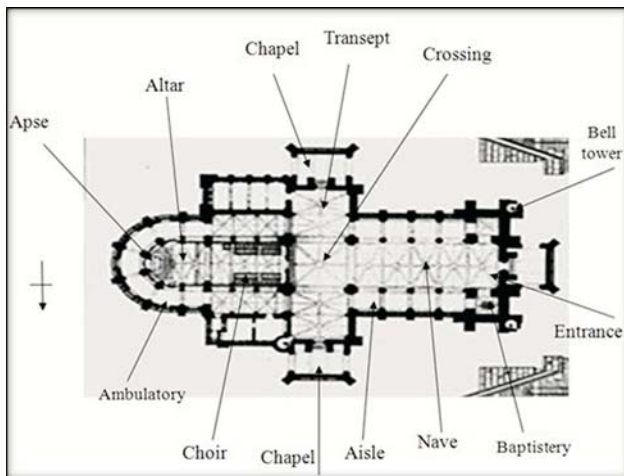 Chapel
Transept
Crossing
Altar
Apse
Bell
tower
Entrance
Ambulatory
Choir
Chapel
Aisle
Nave
Baptistery